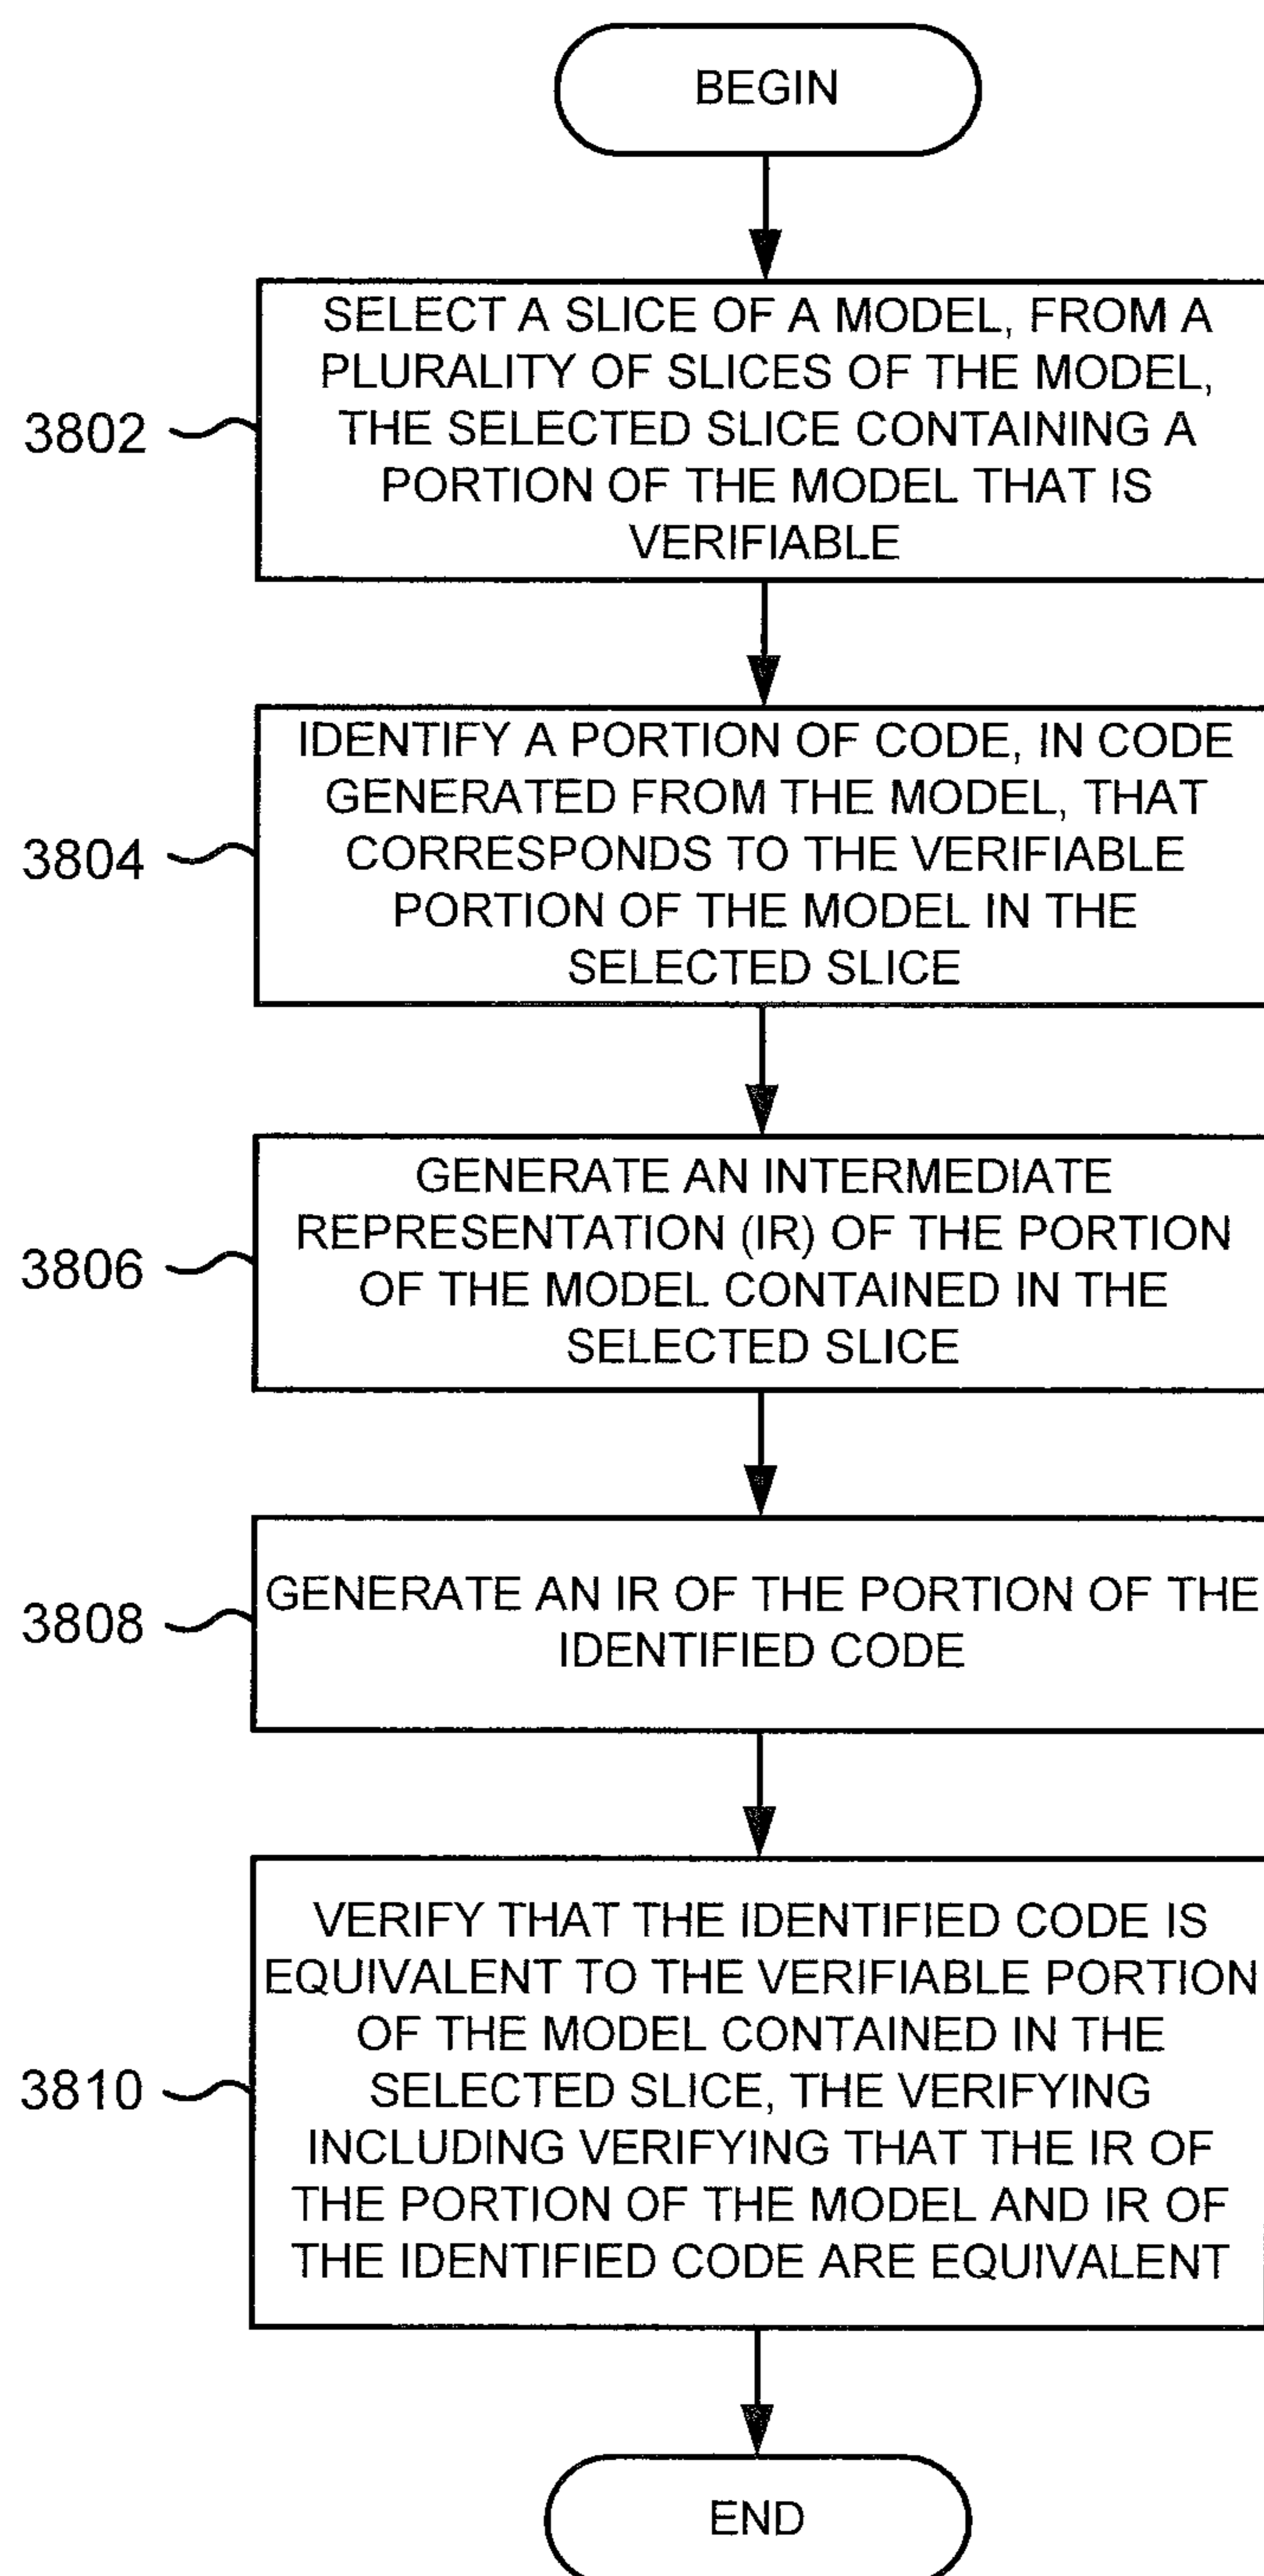 BEGIN
SELECT A SLICE OF A MODEL, FROM A
PLURALITY OF SLICES OF THE MODEL,
THE SELECTED SLICE CONTAINING A
PORTION OF THE MODEL THAT IS
VERIFIABLE
3802
IDENTIFY A PORTION OF CODE, IN CODE
GENERATED FROM THE MODEL, THAT
CORRESPONDS TO THE VERIFIABLE
PORTION OF THE MODEL IN THE
SELECTED SLICE
3804
GENERATE AN INTERMEDIATE
REPRESENTATION (IR) OF THE PORTION
OF THE MODEL CONTAINED IN THE
SELECTED SLICE
3806
GENERATE AN IR OF THE PORTION OF THE
IDENTIFIED CODE
3808
VERIFY THAT THE IDENTIFIED CODE IS
EQUIVALENT TO THE VERIFIABLE PORTION
OF THE MODEL CONTAINED IN THE
SELECTED SLICE, THE VERIFYING
INCLUDING VERIFYING THAT THE IR OF
THE PORTION OF THE MODEL AND IR OF
THE IDENTIFIED CODE ARE EQUIVALENT
3810
END